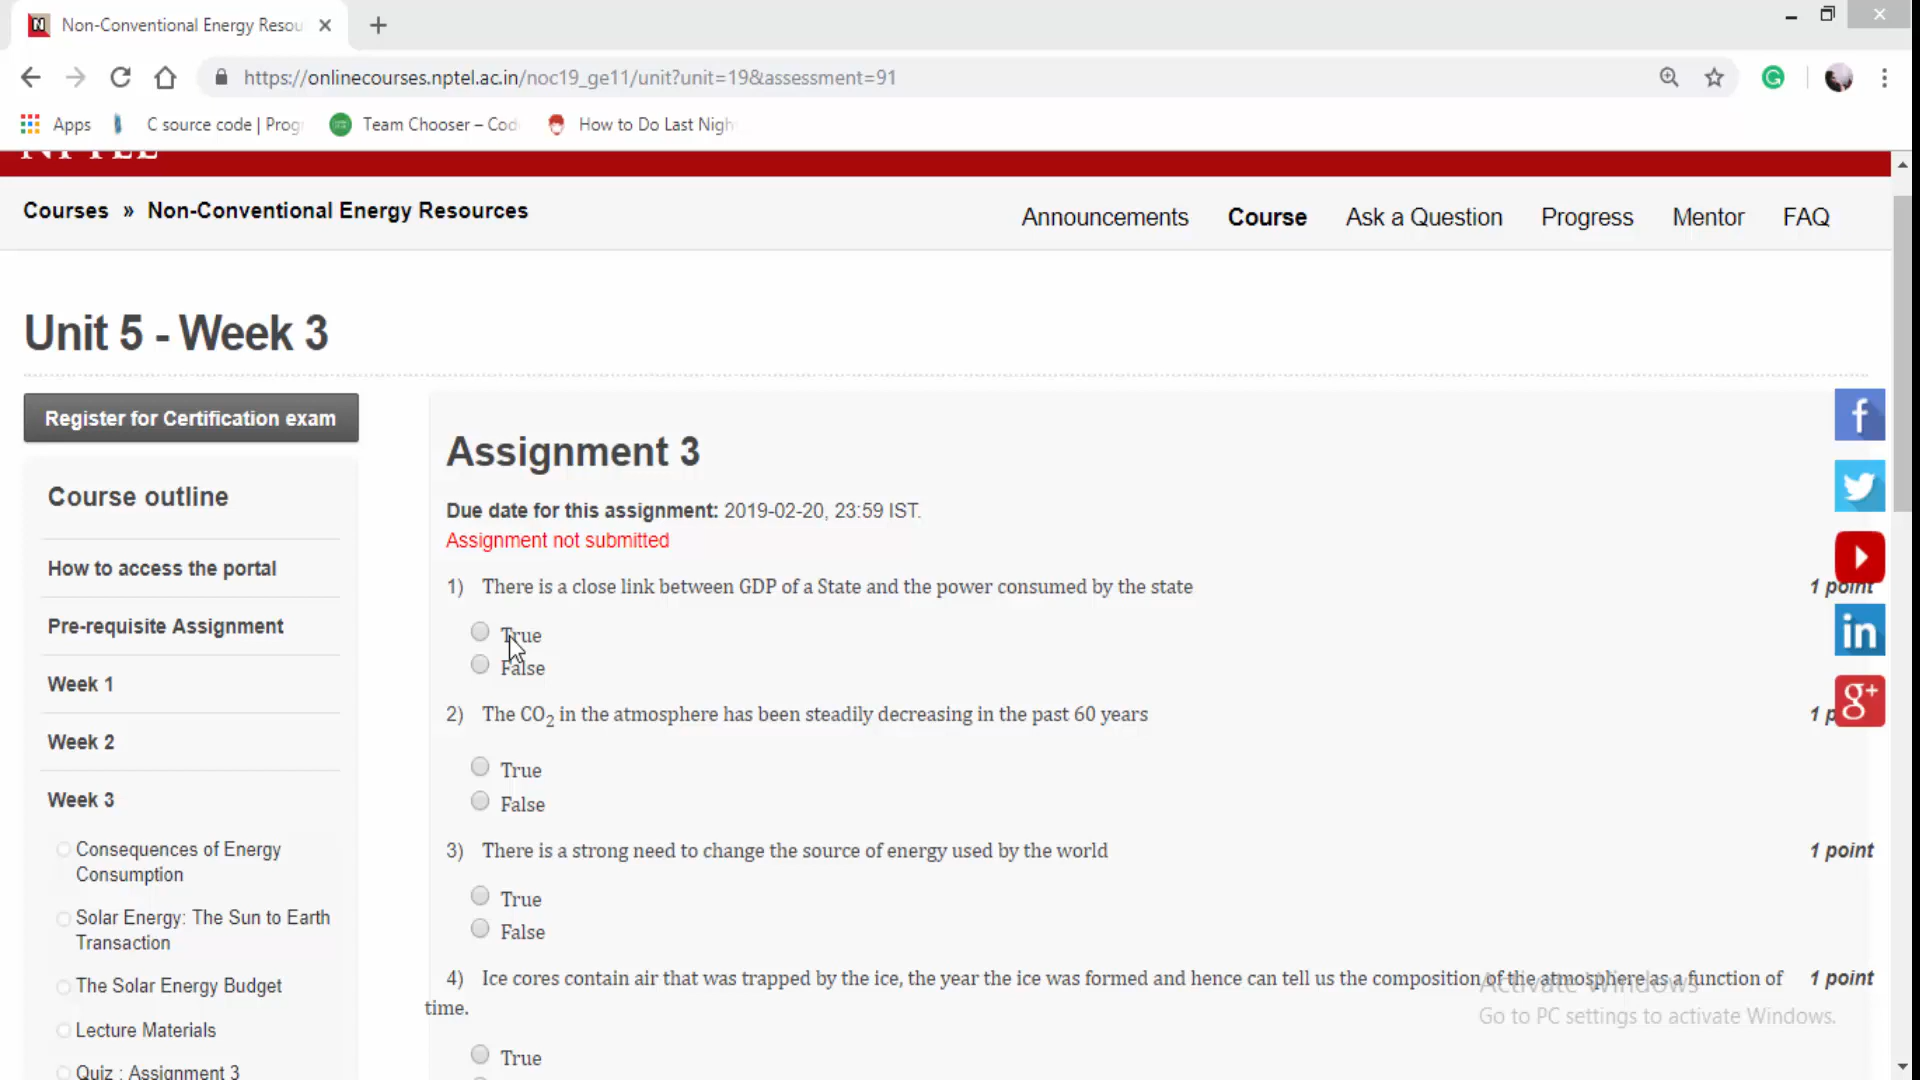 Non-Conventional Energy Resou
https://onlinecourses.nptel.ac.in/noc19_ge11/unit?unit=19&assessment=91
Apps C source code | Prog Team Chooser – Cod How to Do Last Nigh
NPTEL
Courses » Non-Conventional Energy Resources
Announcements Course Ask a Question Progress Mentor FAQ
Unit 5 - Week 3
Register for Certification exam
Course outline
How to access the portal
Pre-requisite Assignment
Week 1
Week 2
Week 3
Consequences of Energy
Consumption
Solar Energy: The Sun to Earth
Transaction
The Solar Energy Budget
Lecture Materials
Quiz : Assignment 3
Assignment 3
Due date for this assignment: 2019-02-20, 23:59 IST.
Assignment not submitted
1) There is a close link between GDP of a State and the power consumed by the state 1 point
True
False
2) The CO2 in the atmosphere has been steadily decreasing in the past 60 years 1 p
True
False
3) There is a strong need to change the source of energy used by the world 1 point
True
False
4) Ice cores contain air that was trapped by the ice, the year the ice was formed and hence can tell us the composition of the atmosphere as a function of 1 point
time.
True
f
in
g+
Activate Windows
Go to PC settings to activate Windows.